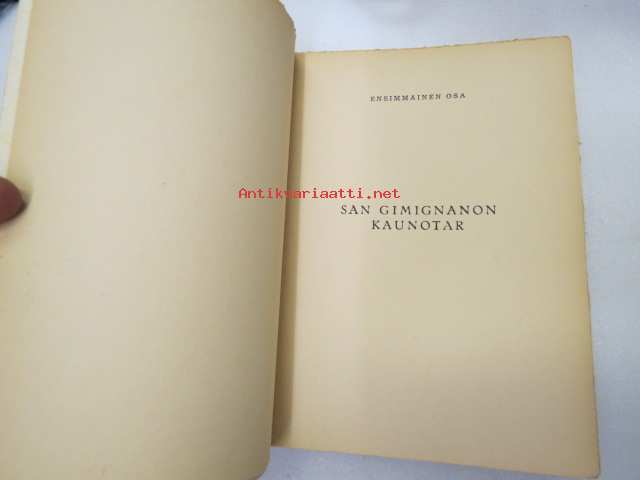 ENSIMMAINEN OSA
Antikvariaatti.net
SAN GIMIGNANON
KAUNOTAR